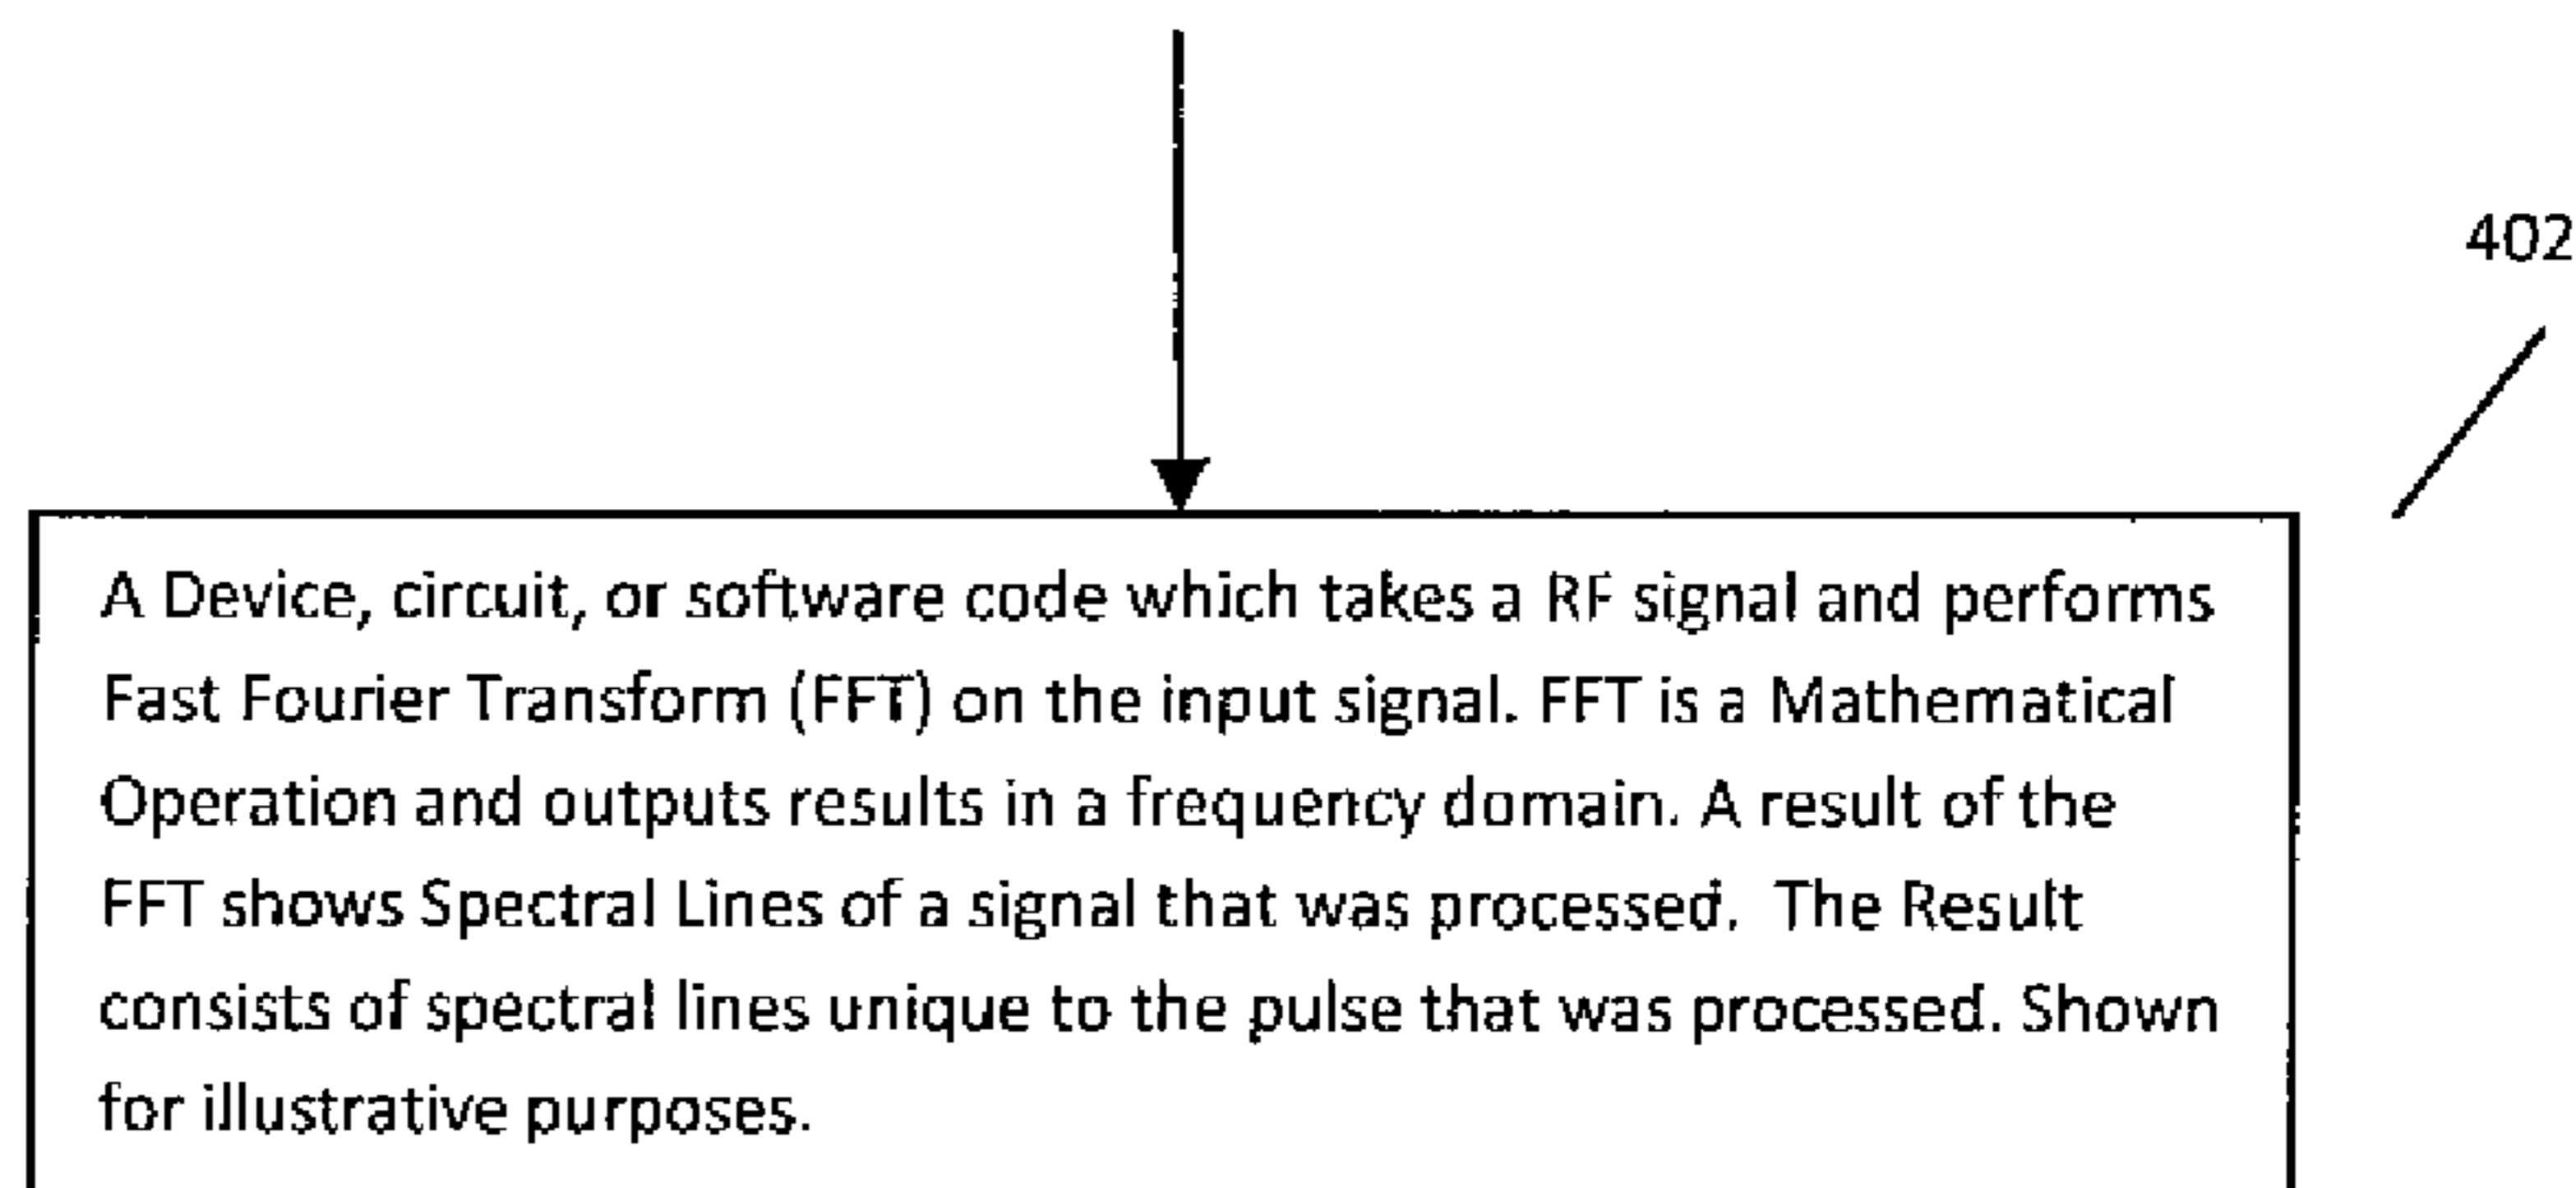 402
A Device, circuit, or software code which takes a RF signal and performs
Fast Fourier Transform (FFT) on the input signal. FFT is a Mathematical
Operation and outputs results in a frequency domain. A result of the
FFT shows Spectral Lines of a signal that was processed.  The Result
consists of spectral lines unique to the pulse that was processed. Shown
for illustrative purposes.